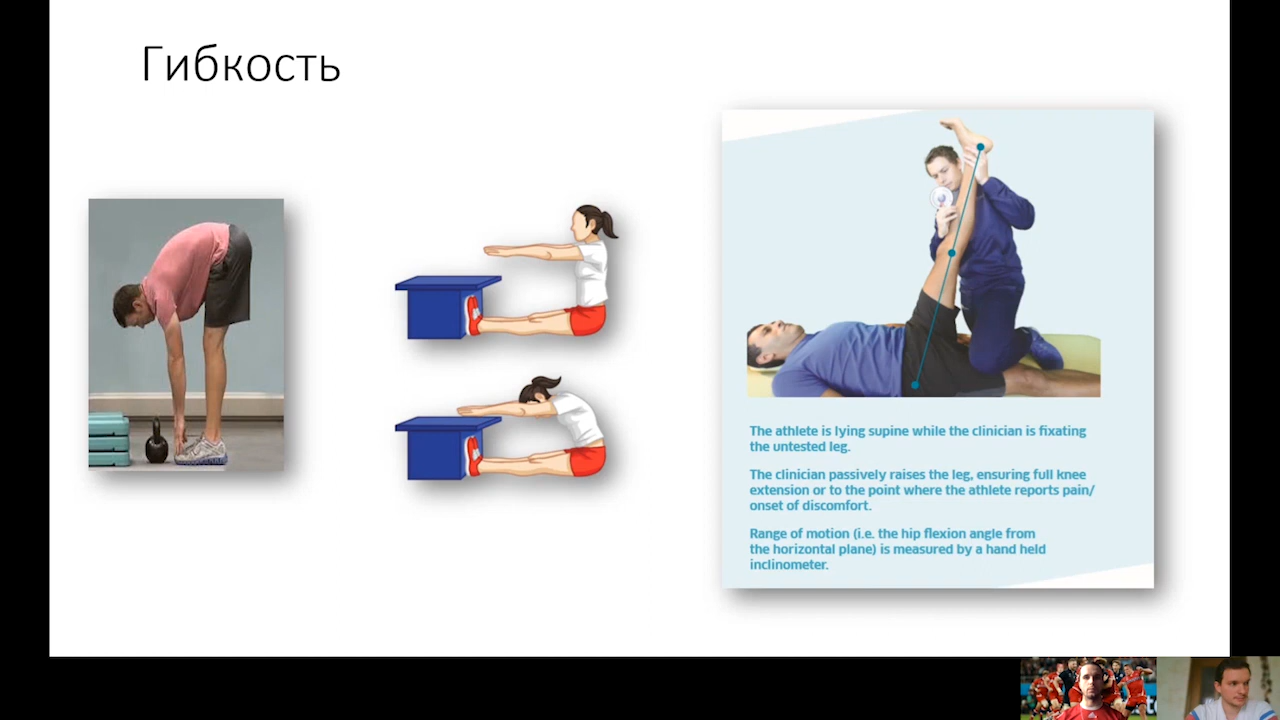 Гибкость
The athlete is lying supine while the clinician is fixating
the untested leg.
The clinician passively raises the leg, ensuring full knee
extension or to the point where the athlete reports pain/
onset of discomfort.
Range of motion (i.e. the hip flexion angle from
the horizontal plane) is measured by a hand held
inclinometer.